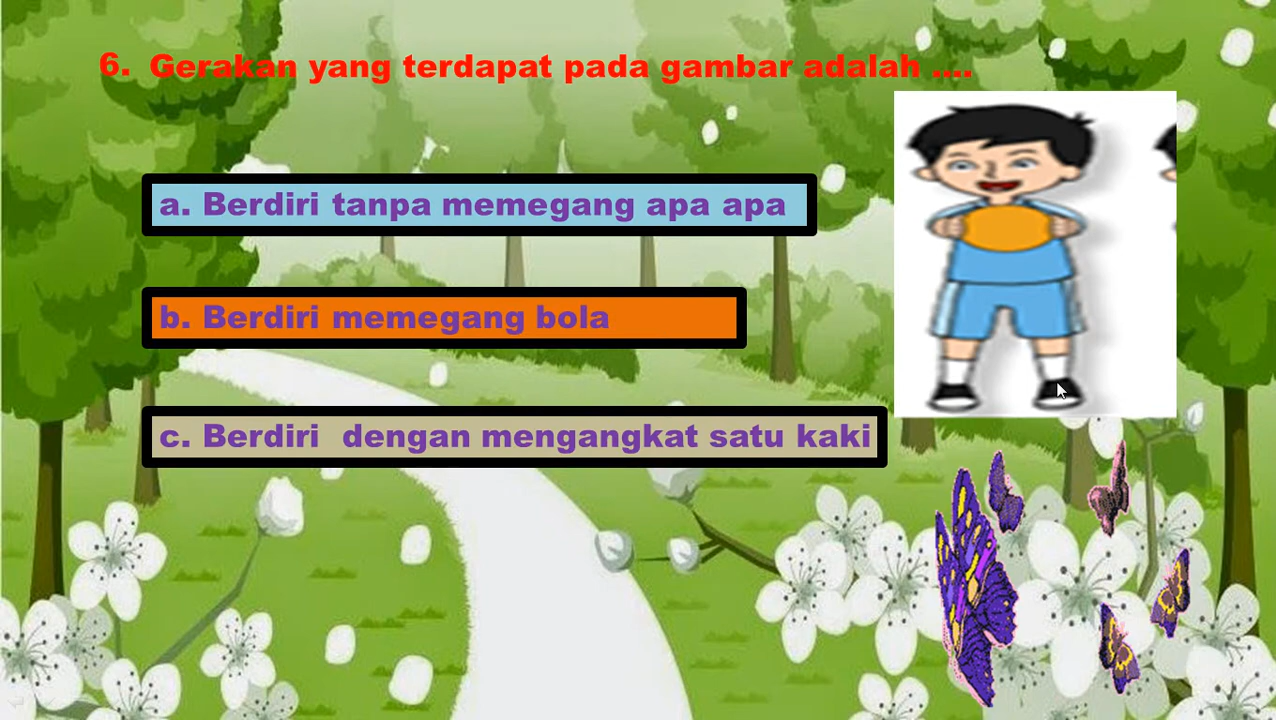 6. Gerakan yang terdapat pada gambar adalah ....
a. Berdiri tanpa memegang apa apa
b. Berdiri memegang bola
c. Berdiri dengan mengangkat satu kaki